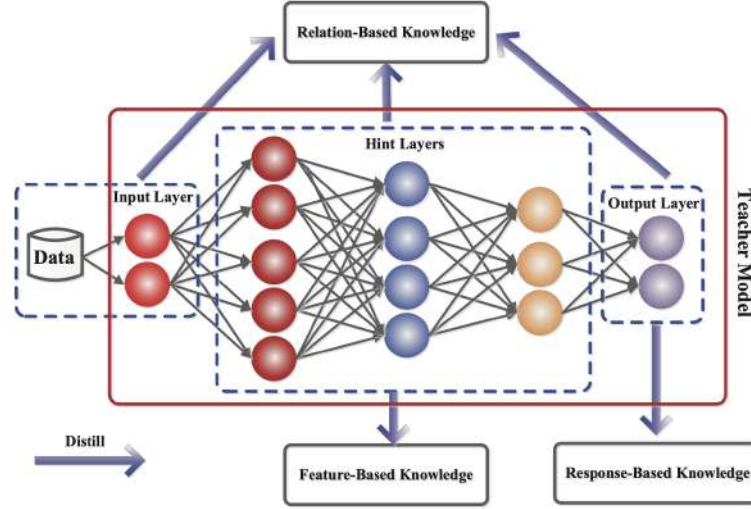 Relation-Based Knowledge
Hint Layers
Input Layer
Output Layer
Data
Teacher Model
Distill
Feature-Based Knowledge
Response-Based Knowledge